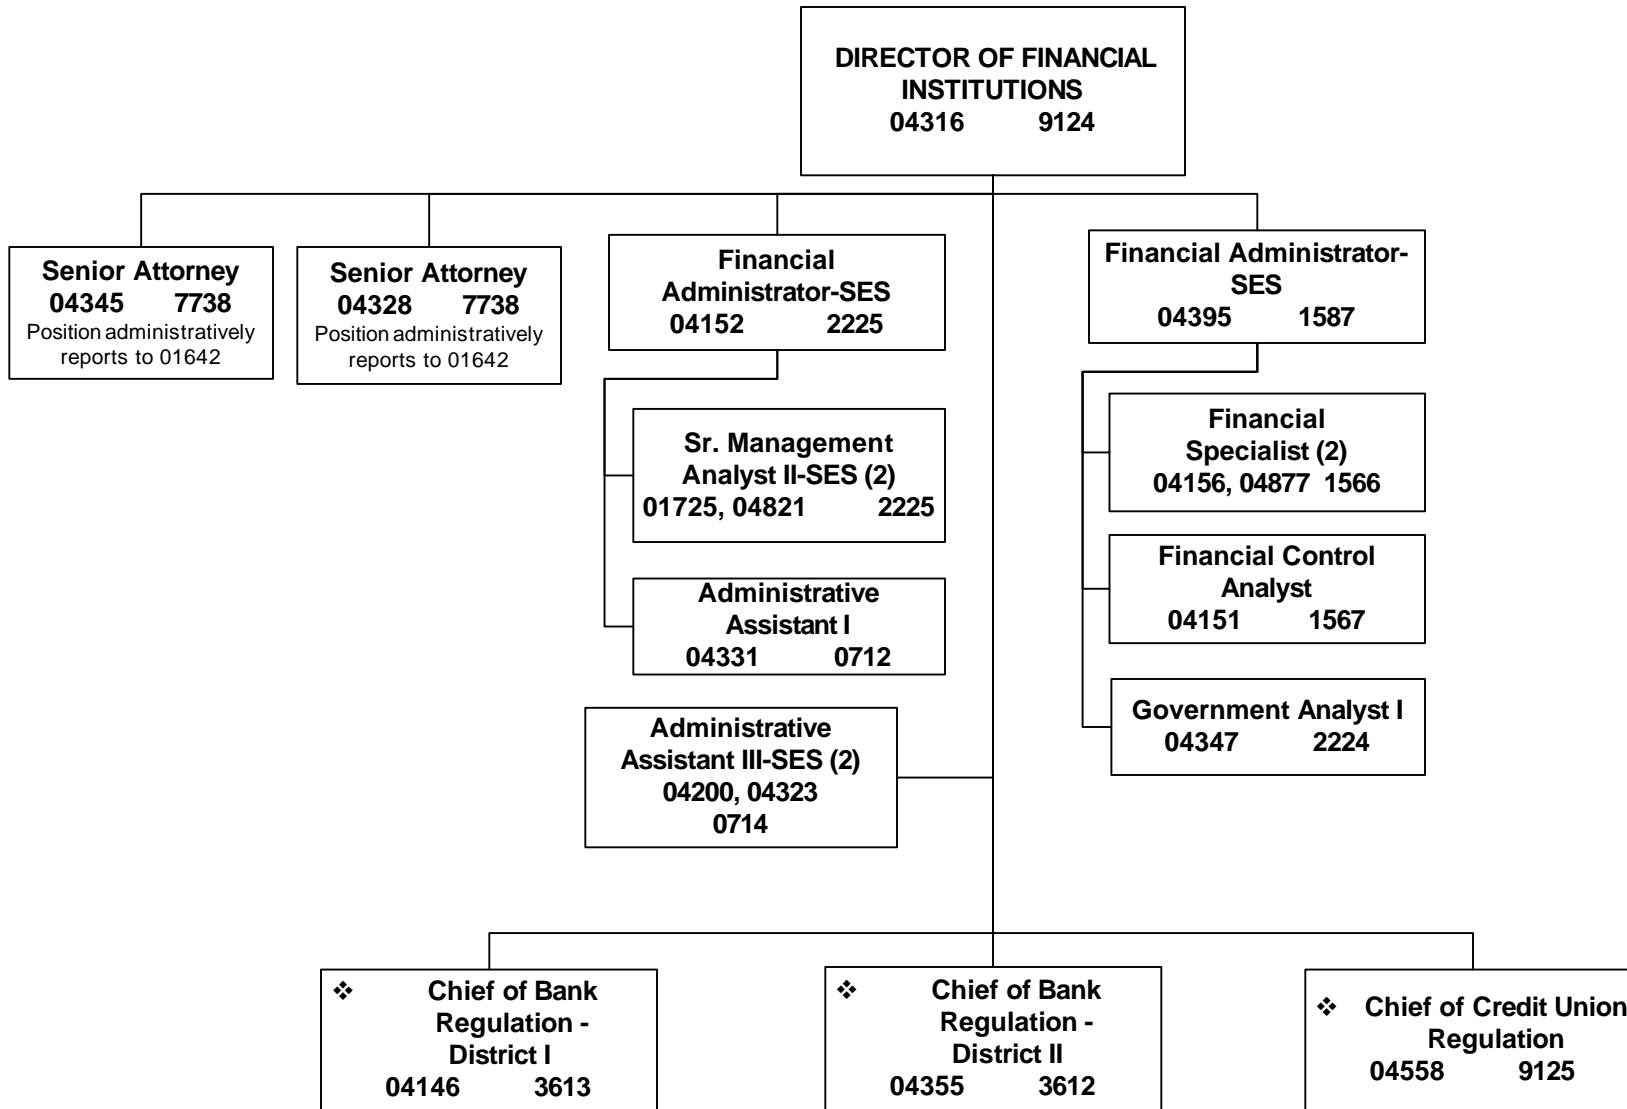 DIRECTOR OF FINANCIAL
INSTITUTIONS
04316 9124
Senior Attorney
04345 7738
Position administratively
reports to 01642
Senior Attorney
04328 7738
Position administratively
reports to 01642
Financial
Administrator-SES
04152 2225
Financial Administrator-
SES
04395 1587
Sr. Management
Analyst II-SES (2)
01725, 04821 2225
Administrative
Assistant I
04331 0712
Financial
Specialist (2)
04156, 04877 1566
Financial Control
Analyst
04151 1567
Government Analyst I
04347 2224
Administrative
Assistant III-SES (2)
04200, 04323
0714
❖ Chief of Bank
Regulation -
District I
04146 3613
❖ Chief of Bank
Regulation -
District II
04355 3612
❖ Chief of Credit Union
Regulation
04558 9125